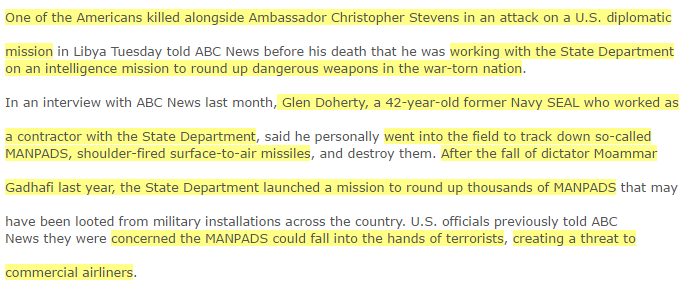 One of the Americans killed alongside Ambassador Christopher Stevens in an attack on a U.S. diplomatic
mission in Libya Tuesday told ABC News before his death that he was working with the State Department
on an intelligence mission to round up dangerous weapons in the war-torn nation.
In an interview with ABC News last month, Glen Doherty, a 42-year-old former Navy SEAL who worked as
a contractor with the State Department, said he personally went into the field to track down so-called
MANPADS, shoulder-fired surface-to-air missiles, and destroy them. After the fall of dictator Moammar
Gadhafi last year, the State Department launched a mission to round up thousands of MANPADS that may
have been looted from military installations across the country. U.S. officials previously told ABC
News they were concerned the MANPADS could fall into the hands of terrorists, creating a threat to
commercial airliners.